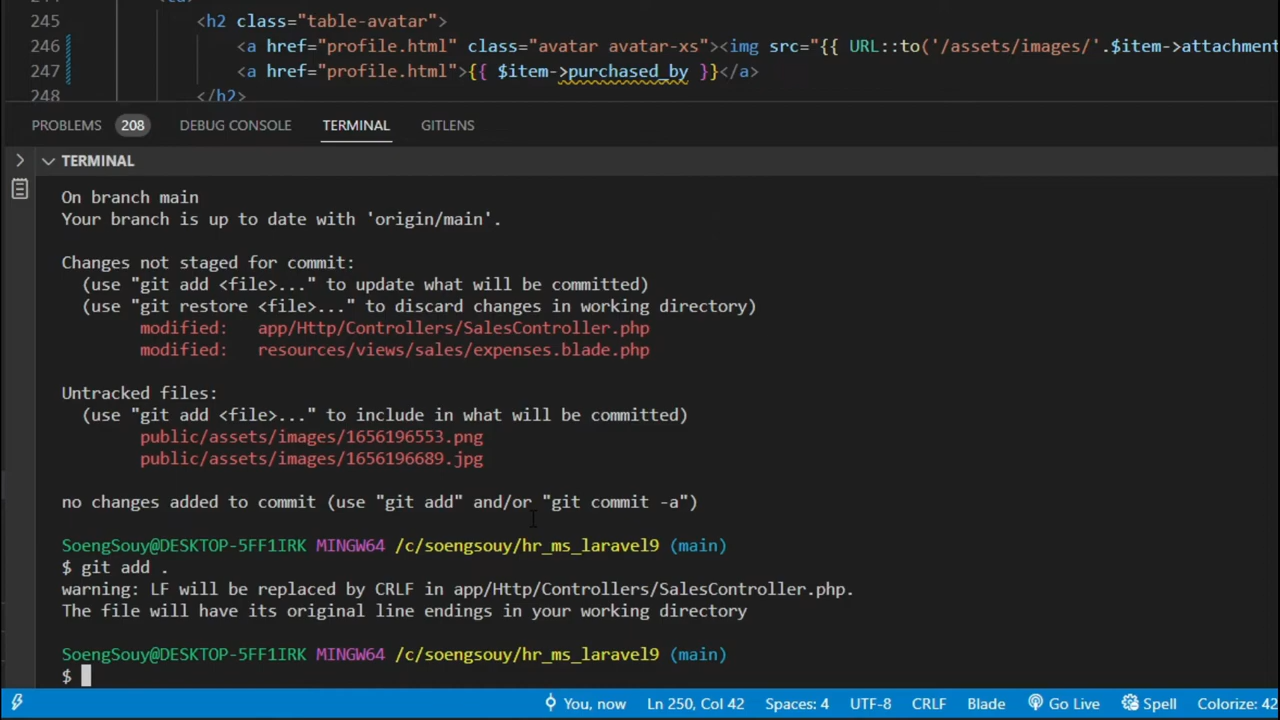 245 <h2 class="table-avatar">
246 <a href="profile.html" class="avatar avatar-xs"><img src="{{ URL::to('/assets/images/'.$item->attachment
247 <a href="profile.html">{{ $item->purchased_by }}</a>
248 </h2>
PROBLEMS 208 DEBUG CONSOLE TERMINAL GITLENS
TERMINAL
On branch main
Your branch is up to date with 'origin/main'.
Changes not staged for commit:
(use "git add <file>..." to update what will be committed)
(use "git restore <file>..." to discard changes in working directory)
modified: app/Http/Controllers/SalesController.php
modified: resources/views/sales/expenses.blade.php
Untracked files:
(use "git add <file>..." to include in what will be committed)
public/assets/images/1656196553.png
public/assets/images/1656196689.jpg
no changes added to commit (use "git add" and/or "git commit -a")
SoengSouy@DESKTOP-5FF1IRK MINGW64 /c/soengsouy/hr_ms_laravel9 (main)
$ git add .
warning: LF will be replaced by CRLF in app/Http/Controllers/SalesController.php.
The file will have its original line endings in your working directory
SoengSouy@DESKTOP-5FF1IRK MINGW64 /c/soengsouy/hr_ms_laravel9 (main)
$
You, now Ln 250, Col 42 Spaces: 4 UTF-8 CRLF Blade Go Live Spell Colorize: 42